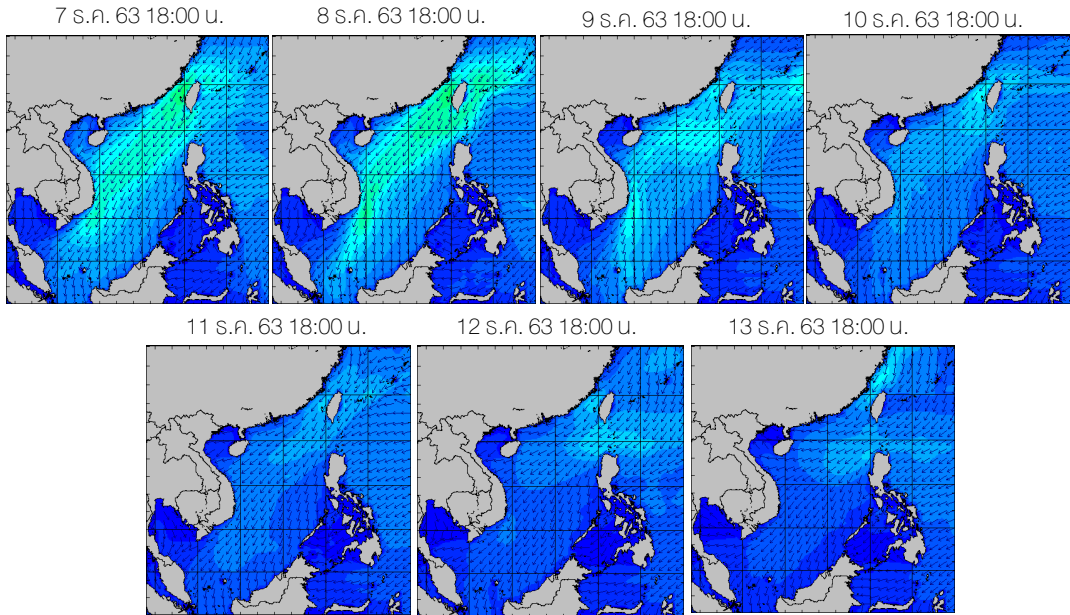 7 ธ.ค. 63 18:00 น.
8 ธ.ค. 63 18:00 น.
9 ธ.ค. 63 18:00 น.
10 ธ.ค. 63 18:00 น.
11 ธ.ค. 63 18:00 น.
12 ธ.ค. 63 18:00 น.
13 ธ.ค. 63 18:00 น.